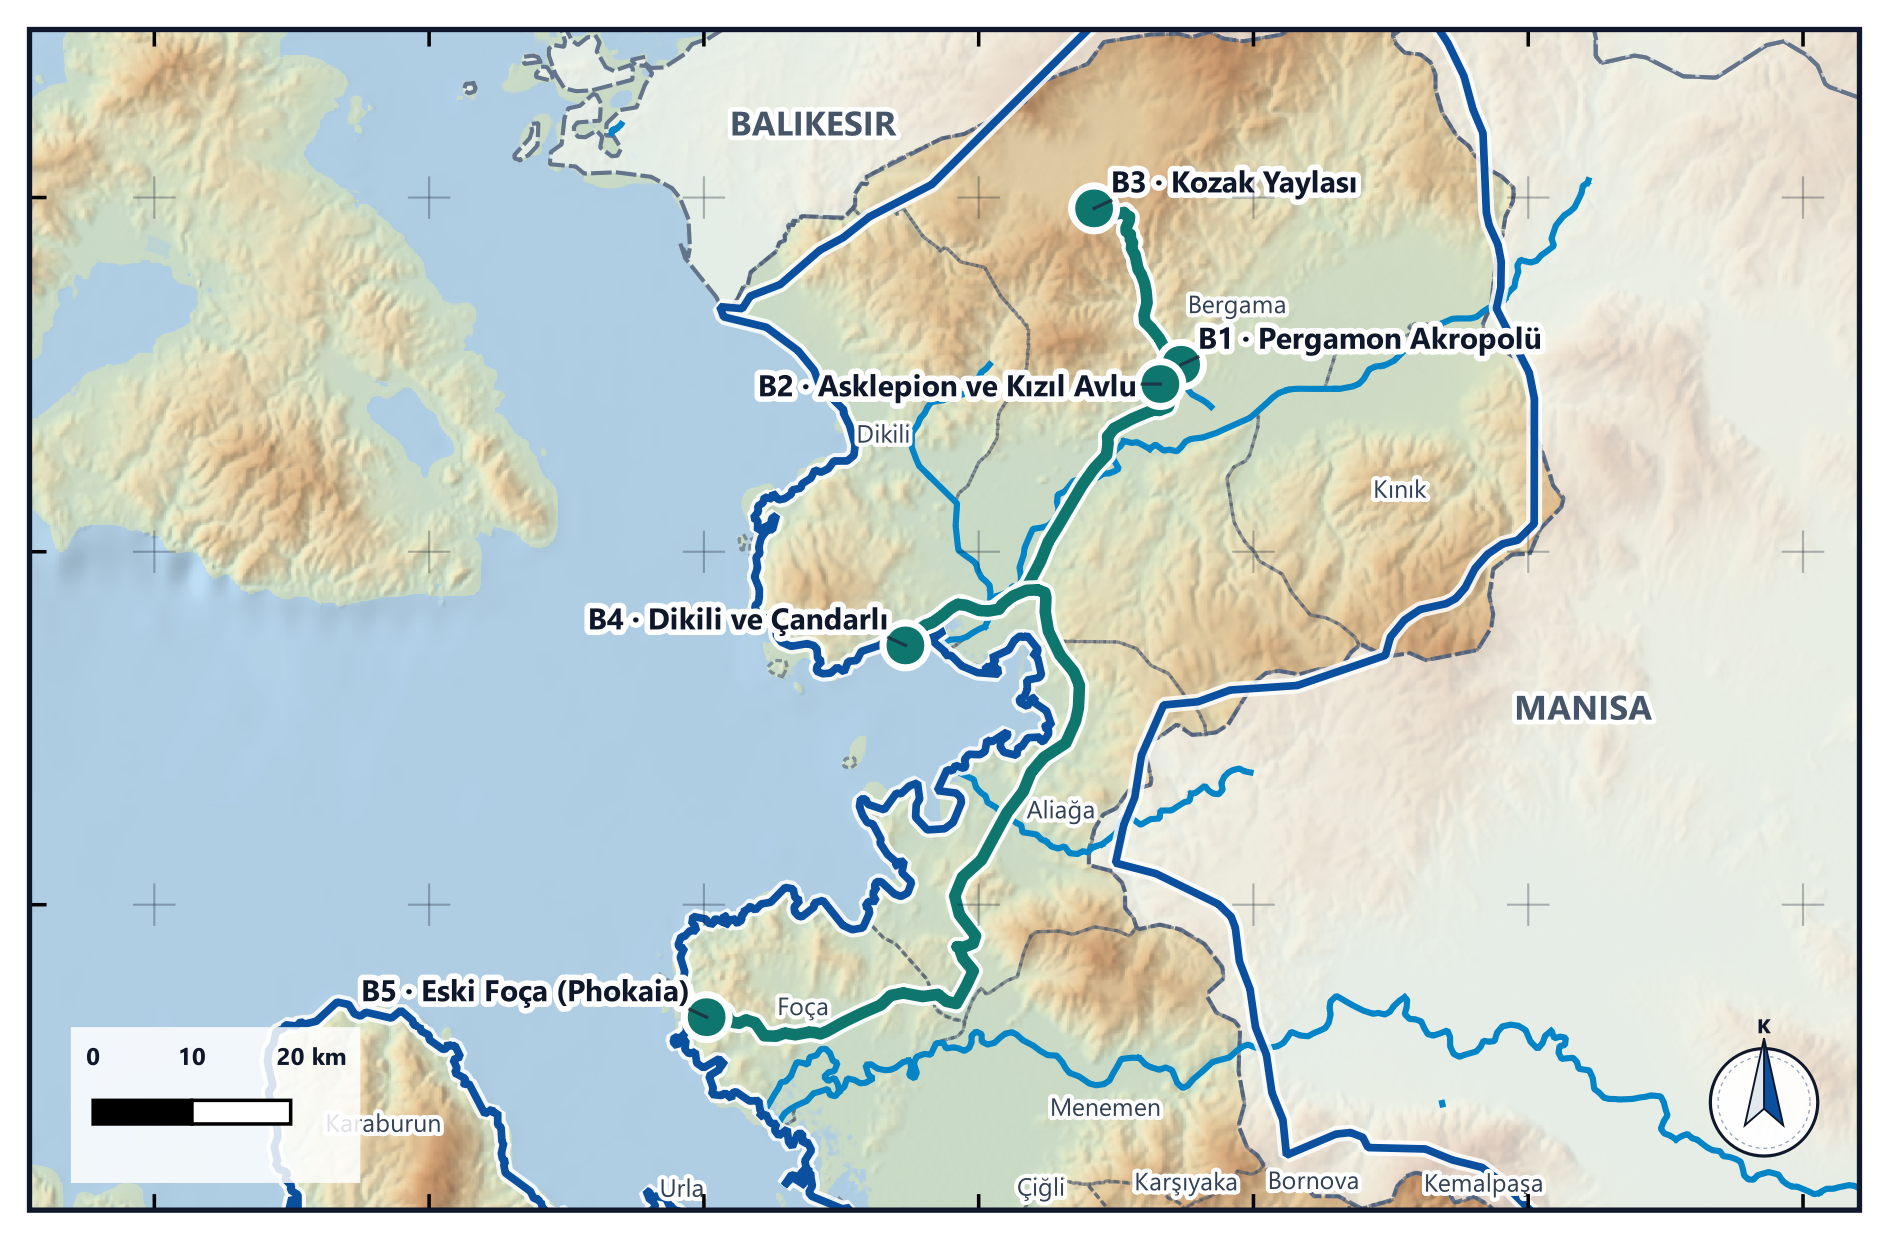 BALIKESIR
B3 • Kozak Yaylası
Bergama
B1 • Pergamon Akropolü
B2 • Asklepion ve Kızıl Avlu
Dikili
Kınık
B4 • Dikili ve Çandarlı
MANISA
Aliağa
B5 • Eski Foça (Phokaia)
Foça
K
0 10 20 km
Menemen
Karaburun
Urla
Çiğli
Karşıyaka
Bornova
Kemalpaşa